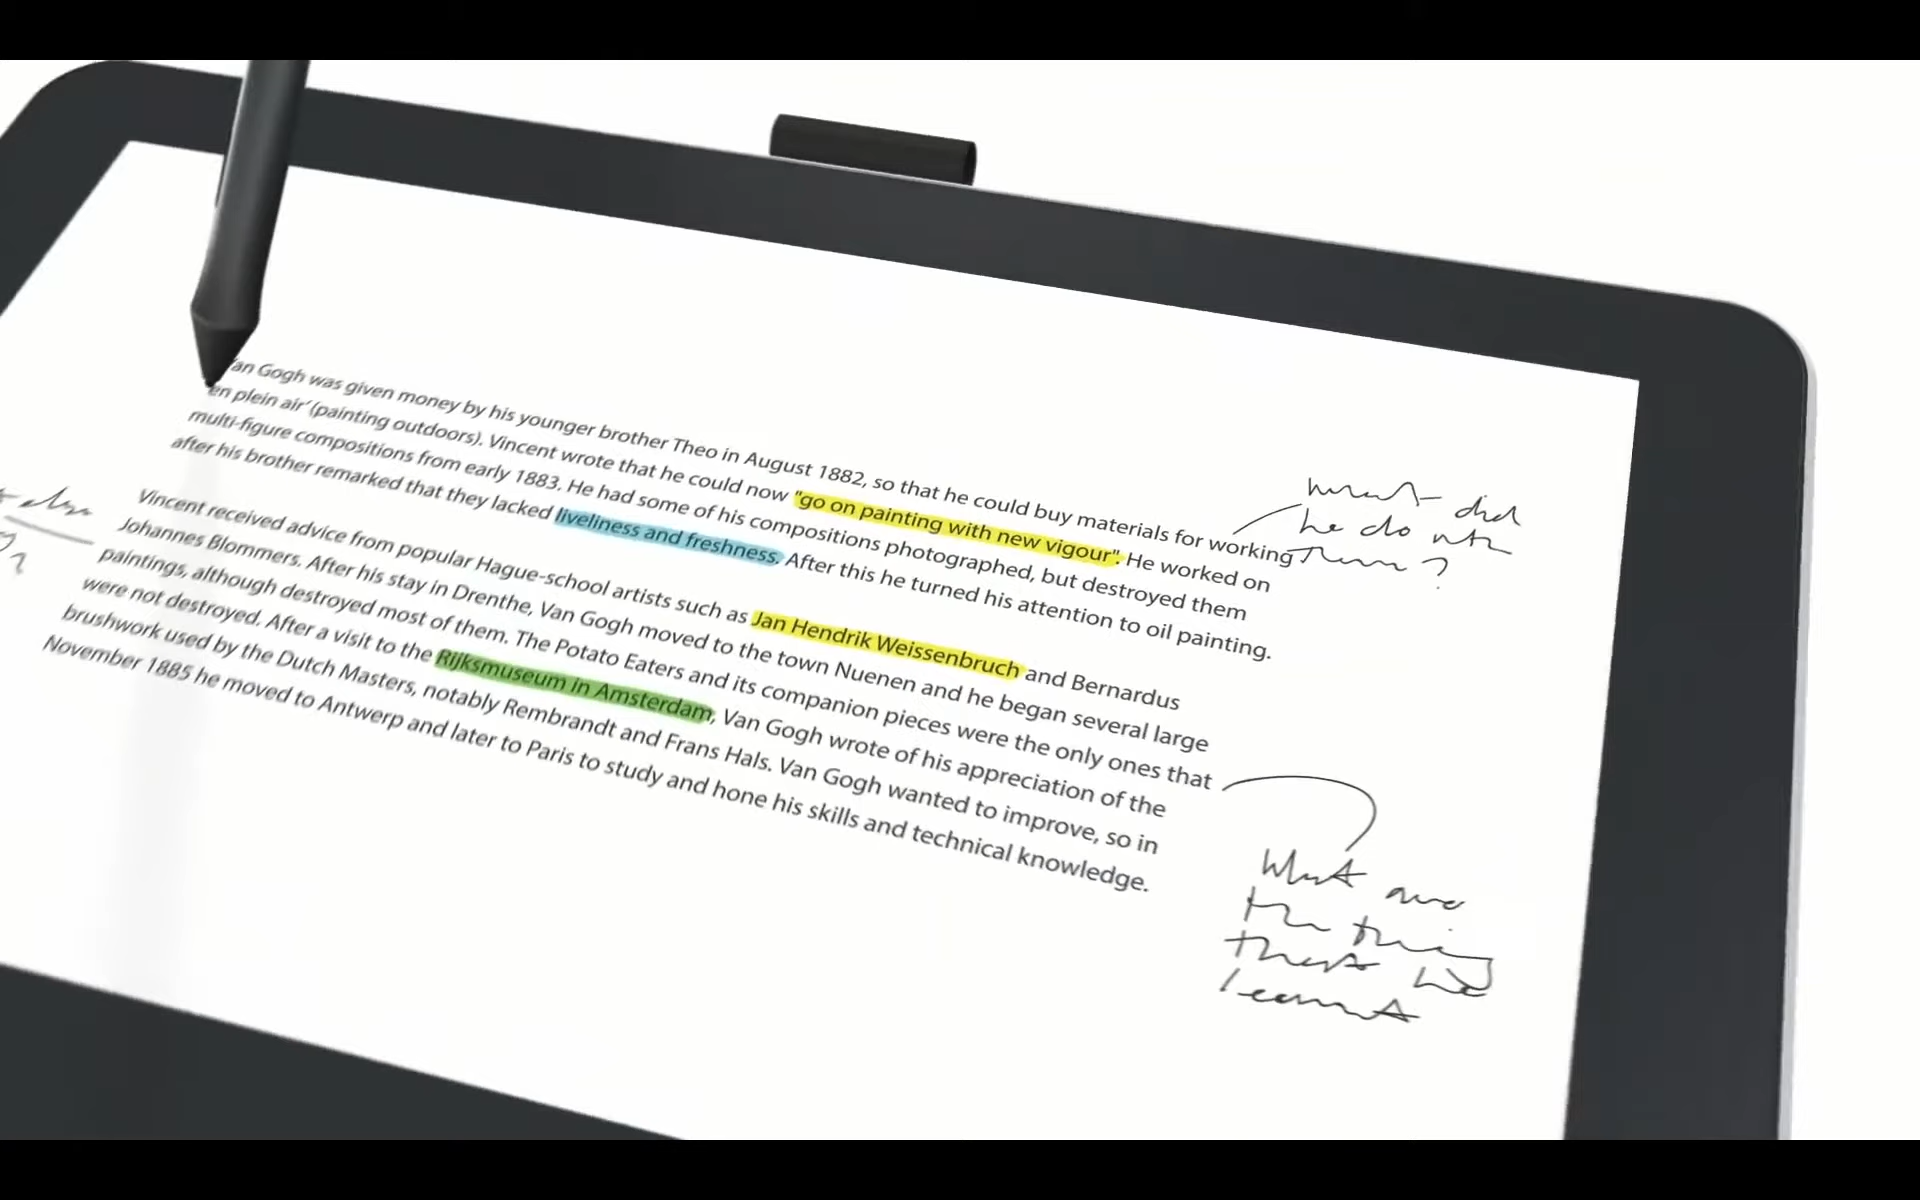 Van Gogh was given money by his younger brother Theo in August 1882, so that he could buy materials for working
en plein air' (painting outdoors). Vincent wrote that he could now "go on painting with new vigour". He worked on
multi-figure compositions from early 1883. He had some of his compositions photographed, but destroyed them
after his brother remarked that they lacked liveliness and freshness. After this he turned his attention to oil painting.
Vincent received advice from popular Hague-school artists such as Jan Hendrik Weissenbruch and Bernardus
Johannes Blommers. After his stay in Drenthe, Van Gogh moved to the town Nuenen and he began several large
paintings, although destroyed most of them. The Potato Eaters and its companion pieces were the only ones that
were not destroyed. After a visit to the Rijksmuseum in Amsterdam, Van Gogh wrote of his appreciation of the
brushwork used by the Dutch Masters, notably Rembrandt and Frans Hals. Van Gogh wanted to improve, so in
November 1885 he moved to Antwerp and later to Paris to study and hone his skills and technical knowledge.
what did
he do with
them?
What are
the things
that he
learnt